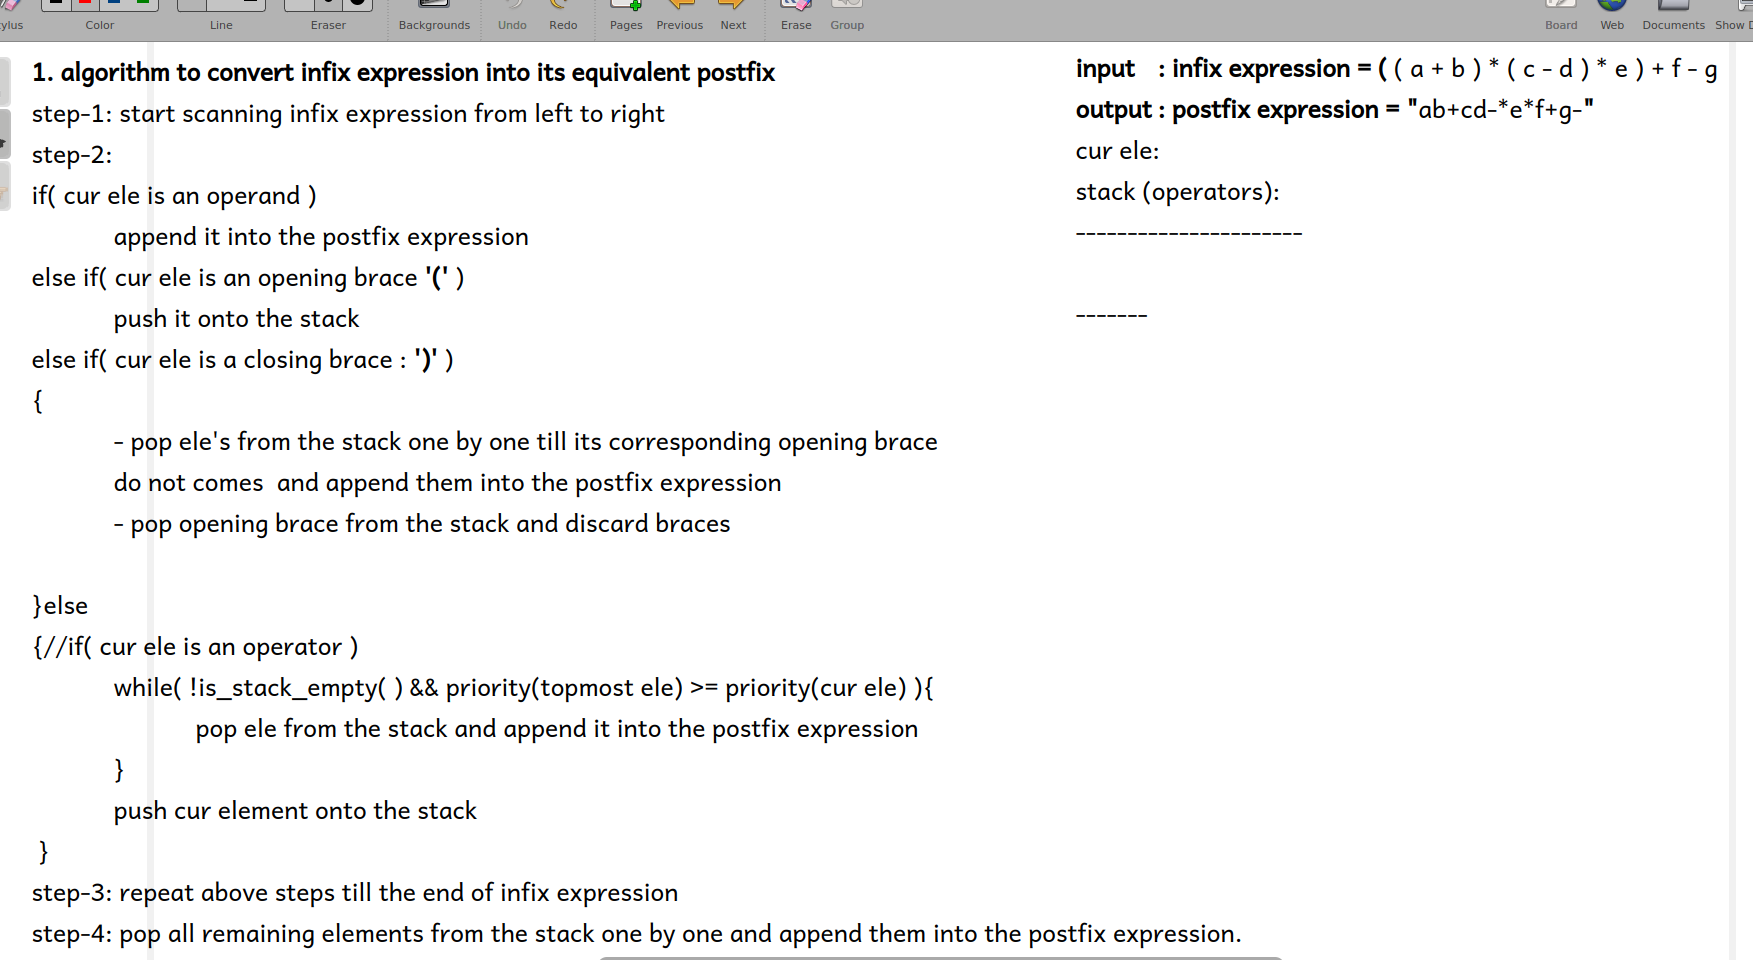 ylus Color Line Eraser Backgrounds Undo Redo Pages Previous Next Erase Group Board Web Documents Show D
1. algorithm to convert infix expression into its equivalent postfix
step-1: start scanning infix expression from left to right
step-2:
if( cur ele is an operand )
append it into the postfix expression
else if( cur ele is an opening brace '(' )
push it onto the stack
else if( cur ele is a closing brace : ')' )
{
- pop ele's from the stack one by one till its corresponding opening brace
do not comes  and append them into the postfix expression
- pop opening brace from the stack and discard braces
}else
{//if( cur ele is an operator )
while( !is_stack_empty( ) && priority(topmost ele) >= priority(cur ele) ){
pop ele from the stack and append it into the postfix expression
}
push cur element onto the stack
}
step-3: repeat above steps till the end of infix expression
step-4: pop all remaining elements from the stack one by one and append them into the postfix expression.
input : infix expression = ( ( a + b ) * ( c - d ) * e ) + f - g
output : postfix expression = "ab+cd-*e*f+g-"
cur ele:
stack (operators):
----------------------
-------